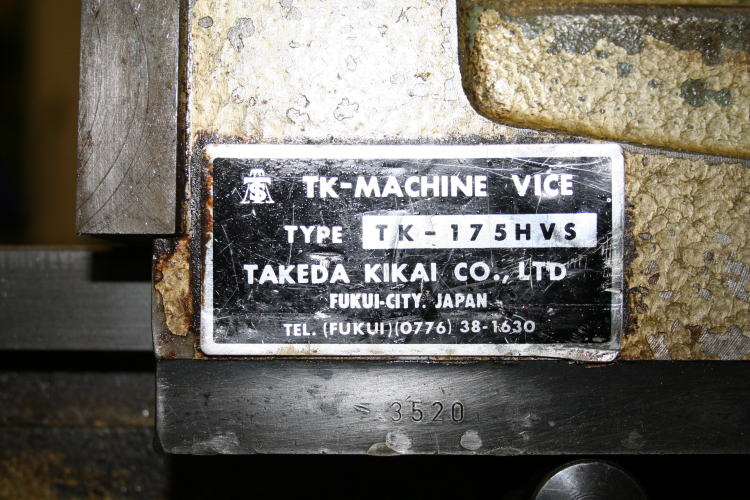 TK-MACHINE VICE
TYPE TK-175HVS
TAKEDA KIKAI CO., LTD
FUKUI-CITY. JAPAN
TEL. (FUKUI)(0776) 38-1630
3520